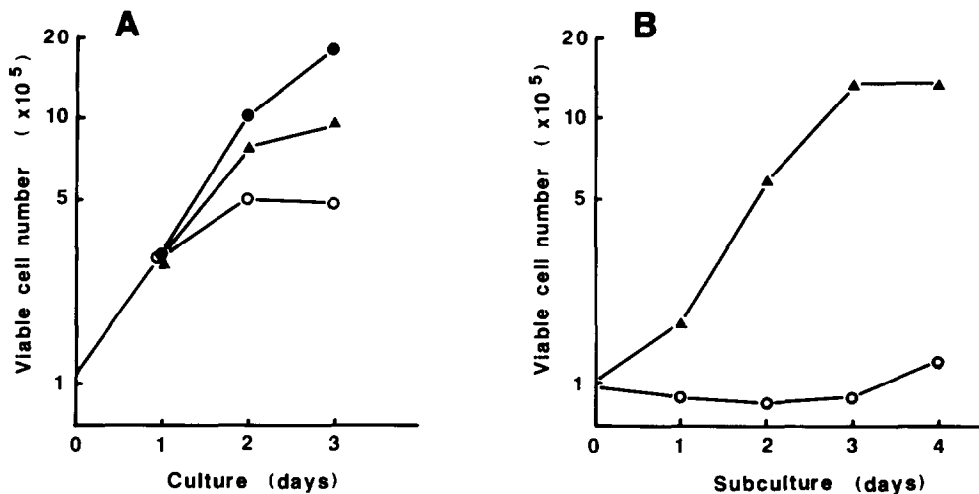 A
Viable cell number ( x10^5 )
20
10
5
1
0 1 2 3
Culture (days)
B
Viable cell number ( x10^5 )
20
10
5
1
0 1 2 3 4
Subculture (days)